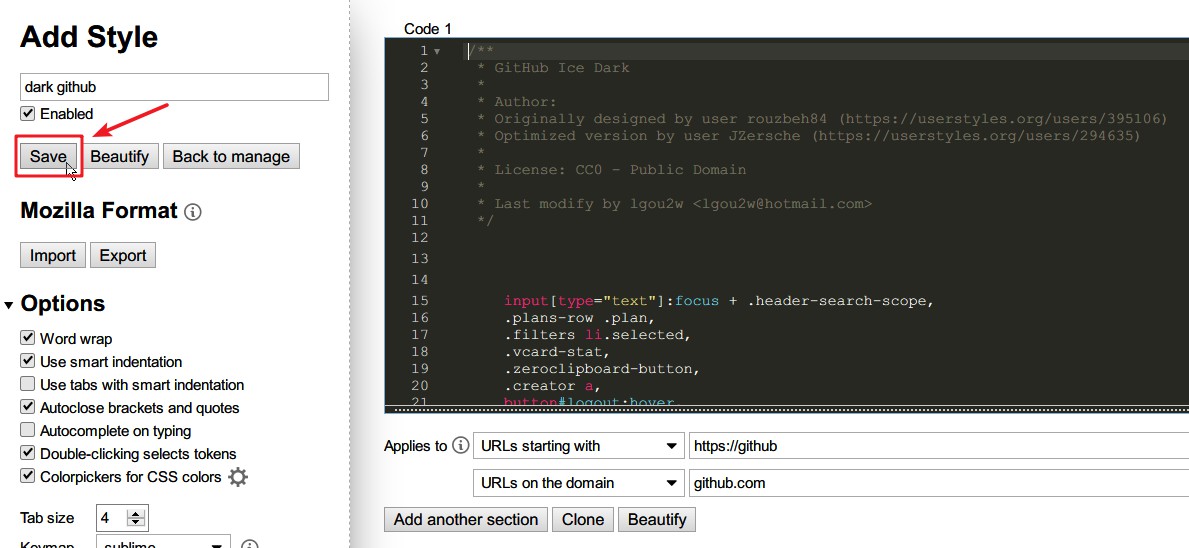 Add Style
dark github
Enabled
Save Beautify Back to manage
Mozilla Format
Import Export
Options
Word wrap
Use smart indentation
Use tabs with smart indentation
Autoclose brackets and quotes
Autocomplete on typing
Double-clicking selects tokens
Colorpickers for CSS colors
Tab size 4
Keymap sublime
Code 1
1 /**
2 * GitHub Ice Dark
3 *
4 * Author:
5 * Originally designed by user rouzbeh84 (https://userstyles.org/users/395106)
6 * Optimized version by user JZersche (https://userstyles.org/users/294635)
7 *
8 * License: CC0 - Public Domain
9 *
10 * Last modify by lgou2w <lgou2w@hotmail.com>
11 */
12
13
14
15 input[type="text"]:focus + .header-search-scope,
16 .plans-row .plan,
17 .filters li.selected,
18 .vcard-stat,
19 .zeroclipboard-button,
20 .creator a,
21 button#logout:hover,
Applies to URLs starting with https://github
URLs on the domain github.com
Add another section Clone Beautify